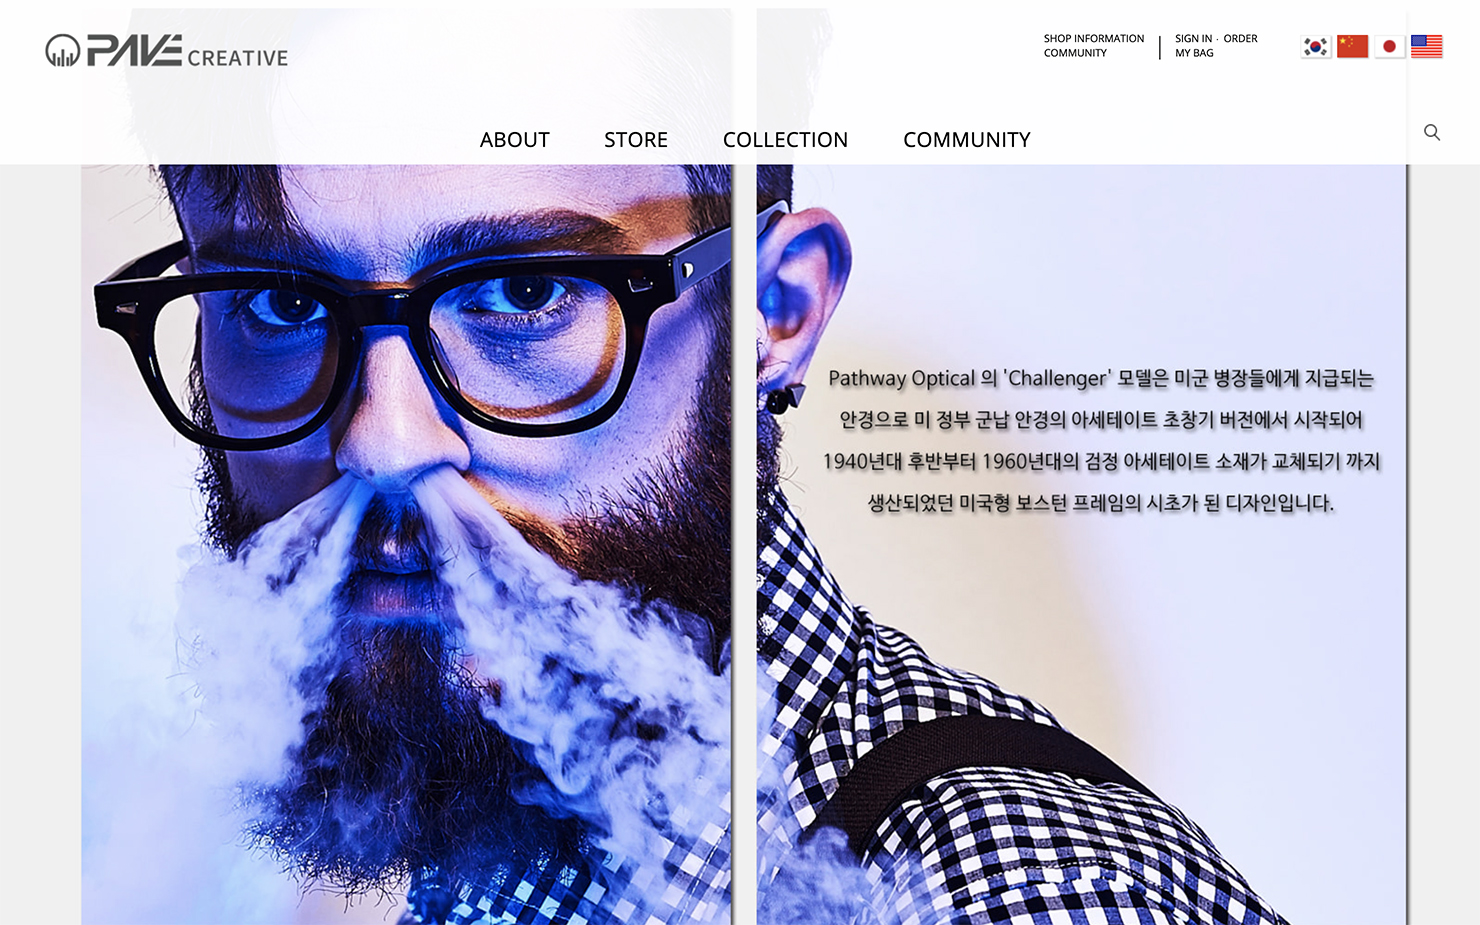 PAVE CREATIVE
SHOP INFORMATION
COMMUNITY
SIGN IN · ORDER
MY BAG
ABOUT STORE COLLECTION COMMUNITY
Pathway Optical 의 'Challenger' 모델은 미군 병장들에게 지급되는
안경으로 미 정부 군납 안경의 아세테이트 초창기 버전에서 시작되어
1940년대 후반부터 1960년대의 검정 아세테이트 소재가 교체되기 까지
생산되었던 미국형 보스턴 프레임의 시초가 된 디자인입니다.